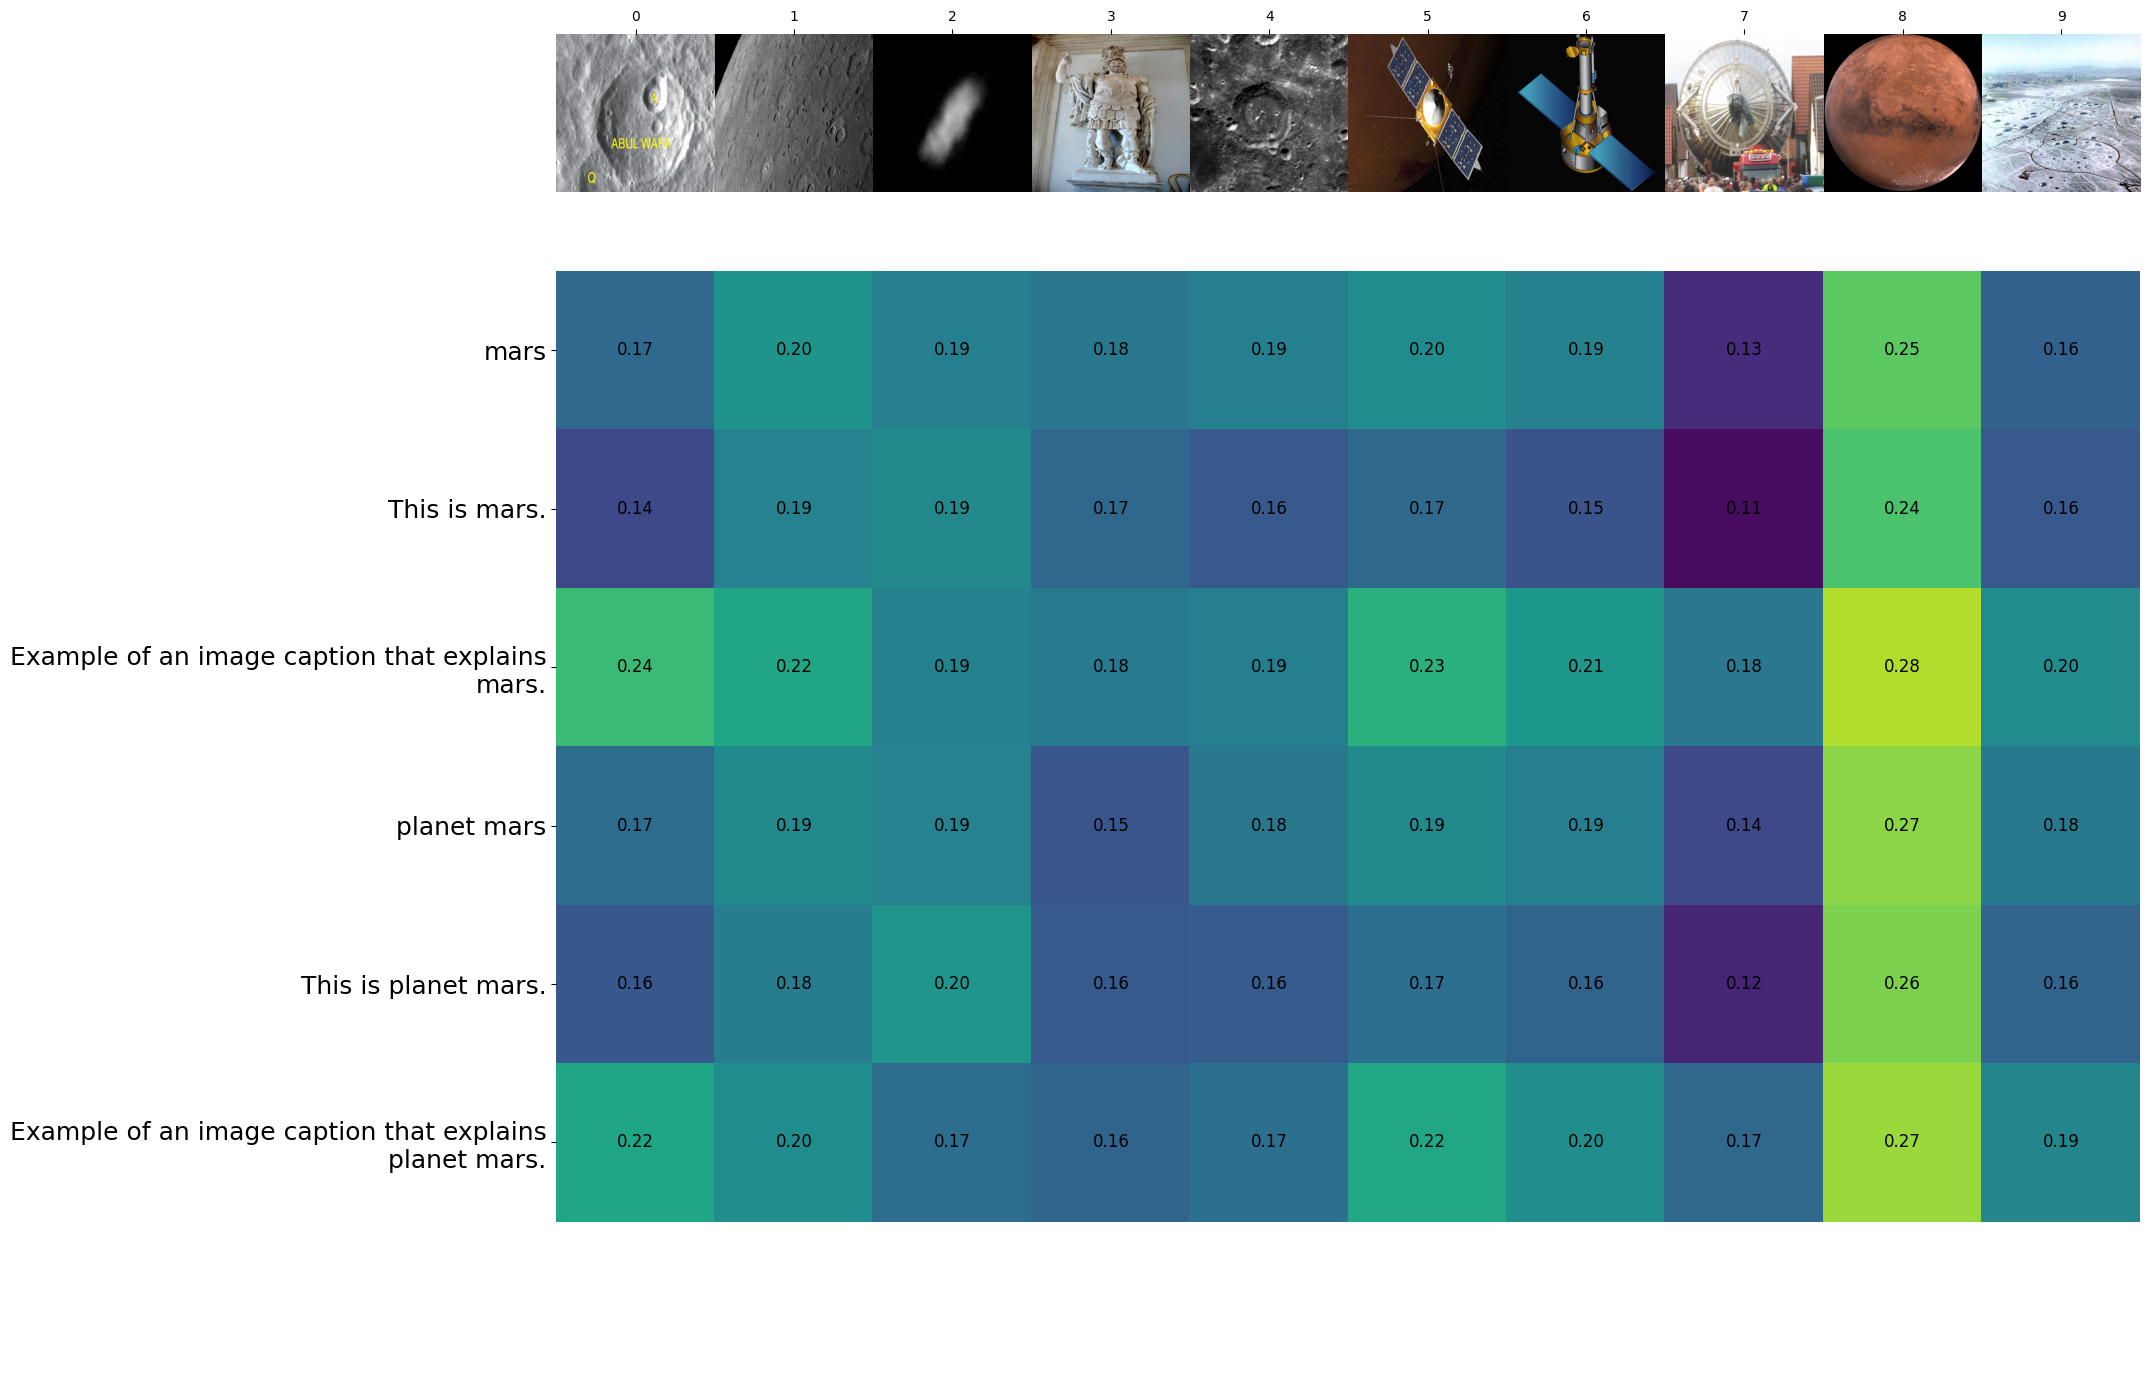 0 1 2 3 4 5 6 7 8 9
A
ABUL WAFA
Q
mars 0.17 0.20 0.19 0.18 0.19 0.20 0.19 0.13 0.25 0.16
This is mars. 0.14 0.19 0.19 0.17 0.16 0.17 0.15 0.11 0.24 0.16
Example of an image caption that explains
mars. 0.24 0.22 0.19 0.18 0.19 0.23 0.21 0.18 0.28 0.20
planet mars 0.17 0.19 0.19 0.15 0.18 0.19 0.19 0.14 0.27 0.18
This is planet mars. 0.16 0.18 0.20 0.16 0.16 0.17 0.16 0.12 0.26 0.16
Example of an image caption that explains
planet mars. 0.22 0.20 0.17 0.16 0.17 0.22 0.20 0.17 0.27 0.19